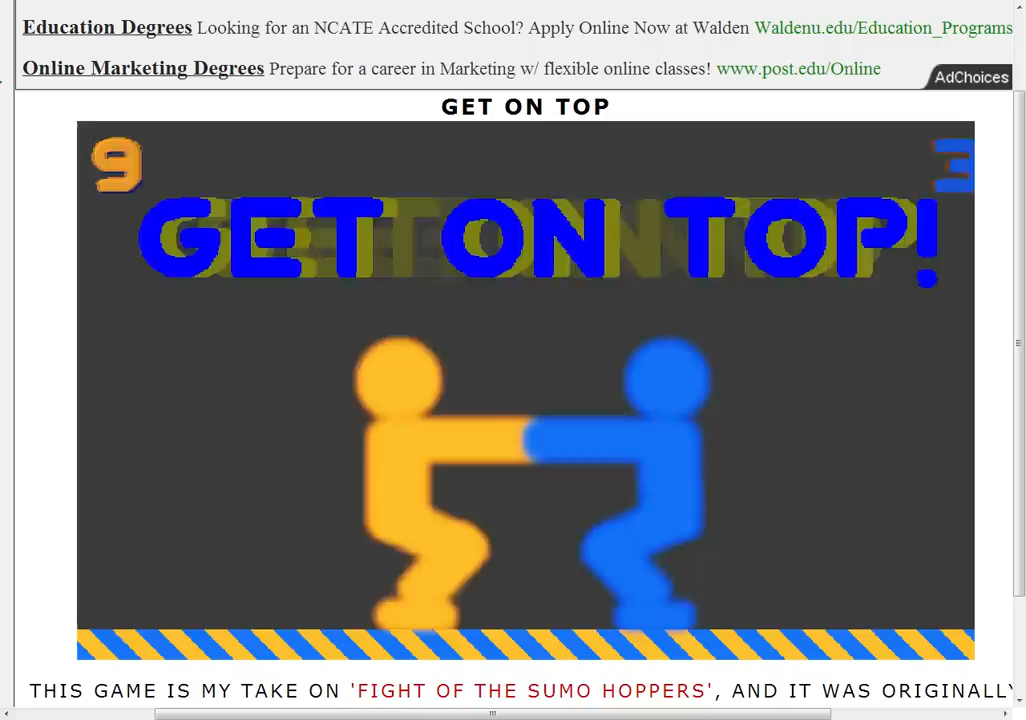 Education Degrees Looking for an NCATE Accredited School? Apply Online Now at Walden Waldenu.edu/Education_Programs
Online Marketing Degrees Prepare for a career in Marketing w/ flexible online classes! www.post.edu/Online
AdChoices
GET ON TOP
9 3
GET ON TOP!
THIS GAME IS MY TAKE ON 'FIGHT OF THE SUMO HOPPERS', AND IT WAS ORIGINALLY